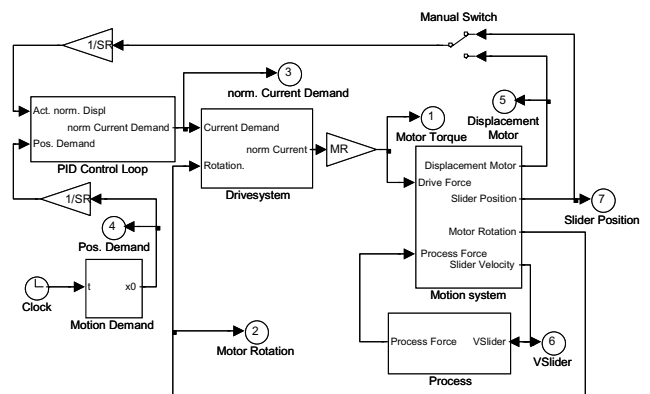 Manual Switch
1/SR
3
norm. Current Demand
Act. norm. Displ
norm Current Demand
Pos. Demand
PID Control Loop
Current Demand
norm Current
Rotation.
Drivesystem
MR
1
Motor Torque
5
Displacement
Motor
Displacement Motor
Drive Force
Slider Position
Motor Rotation
Process Force
Slider Velocity
Motion system
7
Slider Position
1/SR
4
Pos. Demand
Clock
t
x0
Motion Demand
2
Motor Rotation
Process Force
VSlider
Process
6
VSlider